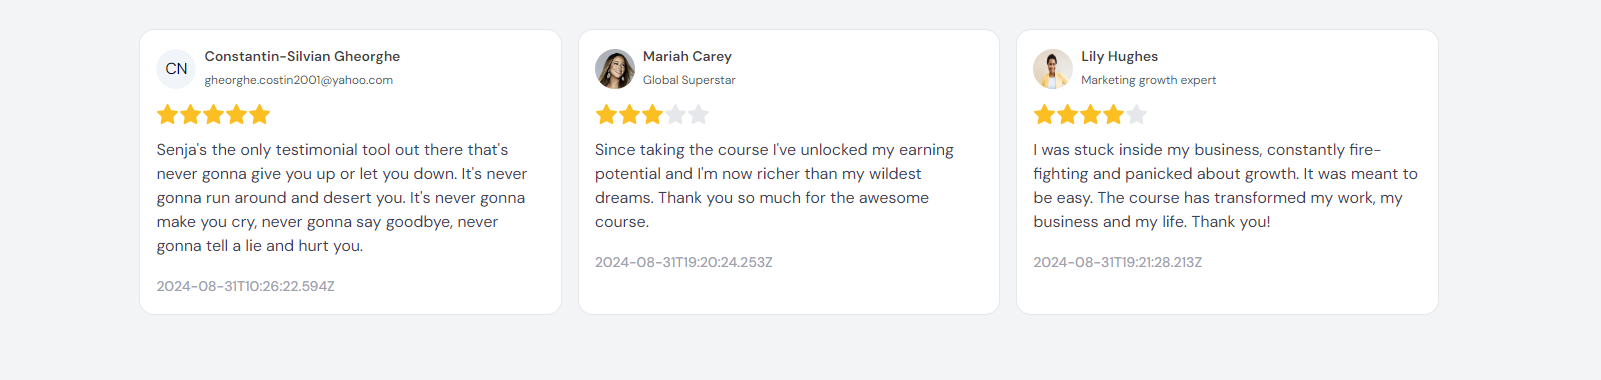 CN
Constantin-Silvian Gheorghe
gheorghe.costin2001@yahoo.com
Senja's the only testimonial tool out there that's
never gonna give you up or let you down. It's never
gonna run around and desert you. It's never gonna
make you cry, never gonna say goodbye, never
gonna tell a lie and hurt you.
2024-08-31T10:26:22.594Z
Mariah Carey
Global Superstar
Since taking the course I've unlocked my earning
potential and I'm now richer than my wildest
dreams. Thank you so much for the awesome
course.
2024-08-31T19:20:24.253Z
Lily Hughes
Marketing growth expert
I was stuck inside my business, constantly fire-
fighting and panicked about growth. It was meant to
be easy. The course has transformed my work, my
business and my life. Thank you!
2024-08-31T19:21:28.213Z